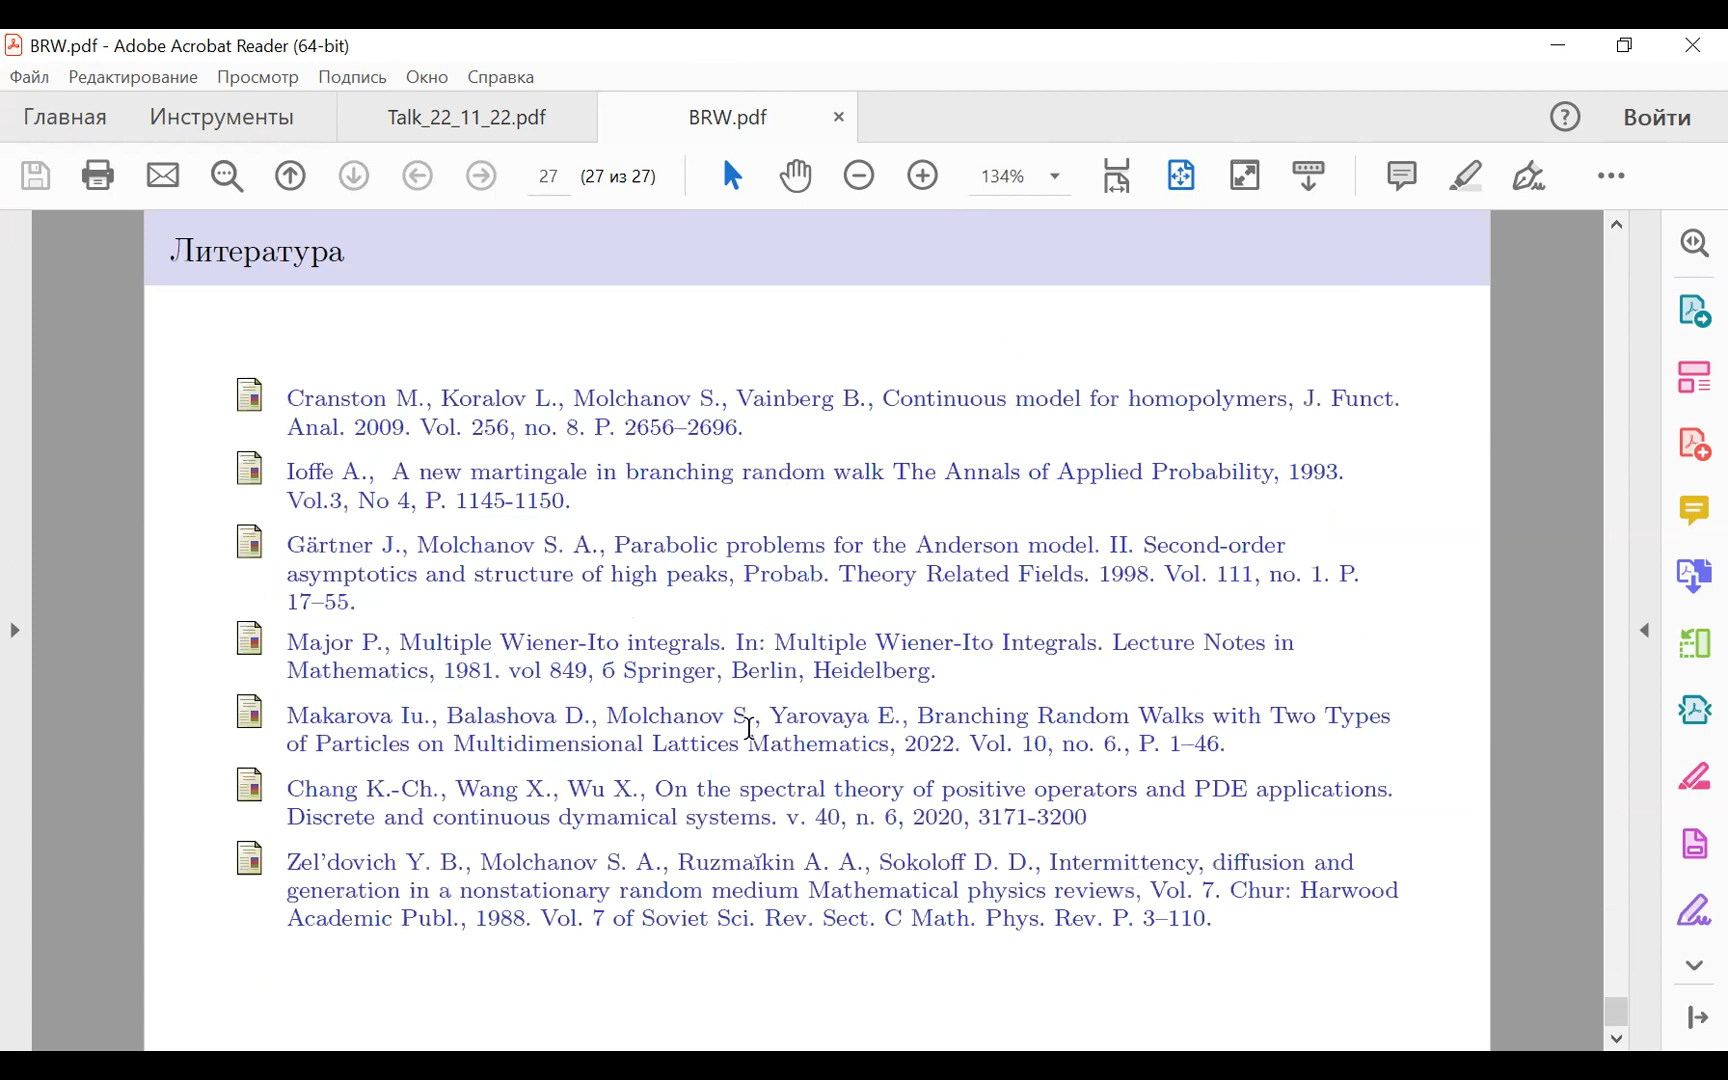 BRW.pdf - Adobe Acrobat Reader (64-bit)
Файл Редактирование Просмотр Подпись Окно Справка
Главная Инструменты Talk_22_11_22.pdf BRW.pdf × ? Войти
27 (27 из 27) 134%
Литература
Cranston M., Koralov L., Molchanov S., Vainberg B., Continuous model for homopolymers, J. Funct.
Anal. 2009. Vol. 256, no. 8. P. 2656–2696.
Ioffe A., A new martingale in branching random walk The Annals of Applied Probability, 1993.
Vol.3, No 4, P. 1145-1150.
Gärtner J., Molchanov S. A., Parabolic problems for the Anderson model. II. Second-order
asymptotics and structure of high peaks, Probab. Theory Related Fields. 1998. Vol. 111, no. 1. P.
17–55.
Major P., Multiple Wiener-Ito integrals. In: Multiple Wiener-Ito Integrals. Lecture Notes in
Mathematics, 1981. vol 849, б Springer, Berlin, Heidelberg.
Makarova Iu., Balashova D., Molchanov S., Yarovaya E., Branching Random Walks with Two Types
of Particles on Multidimensional Lattices Mathematics, 2022. Vol. 10, no. 6., P. 1–46.
Chang K.-Ch., Wang X., Wu X., On the spectral theory of positive operators and PDE applications.
Discrete and continuous dymamical systems. v. 40, n. 6, 2020, 3171-3200
Zel'dovich Y. B., Molchanov S. A., Ruzmaĭkin A. A., Sokoloff D. D., Intermittency, diffusion and
generation in a nonstationary random medium Mathematical physics reviews, Vol. 7. Chur: Harwood
Academic Publ., 1988. Vol. 7 of Soviet Sci. Rev. Sect. C Math. Phys. Rev. P. 3–110.